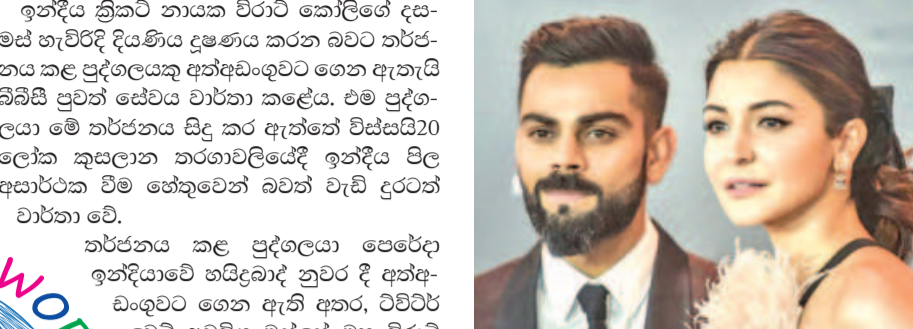 ඉන්දීය ක්‍රිකට් නායක විරාට් කෝලිගේ දස-
මස් හැවිරිදි දියණිය දූෂණය කරන බවට තර්ජ-
නය කළ පුද්ගලයකු අත්අඩංගුවට ගෙන ඇතැයි
බීබීසී පුවත් සේවය වාර්තා කළේය. එම පුද්ග-
ලයා මේ තර්ජනය සිදු කර ඇත්තේ විස්සයි20
ලෝක කුසලාන තරගාවලියේදී ඉන්දීය පිල
අසාර්ථක වීම හේතුවෙන් බවත් වැඩි දුරටත්
වාර්තා වේ.
තර්ජනය කළ පුද්ගලයා පෙරේදා
ඉන්දියාවේ හයිද්‍රබාද් නුවර දී අත්අ-
ඩංගුවට ගෙන ඇති අතර, ට්විටර්
WO